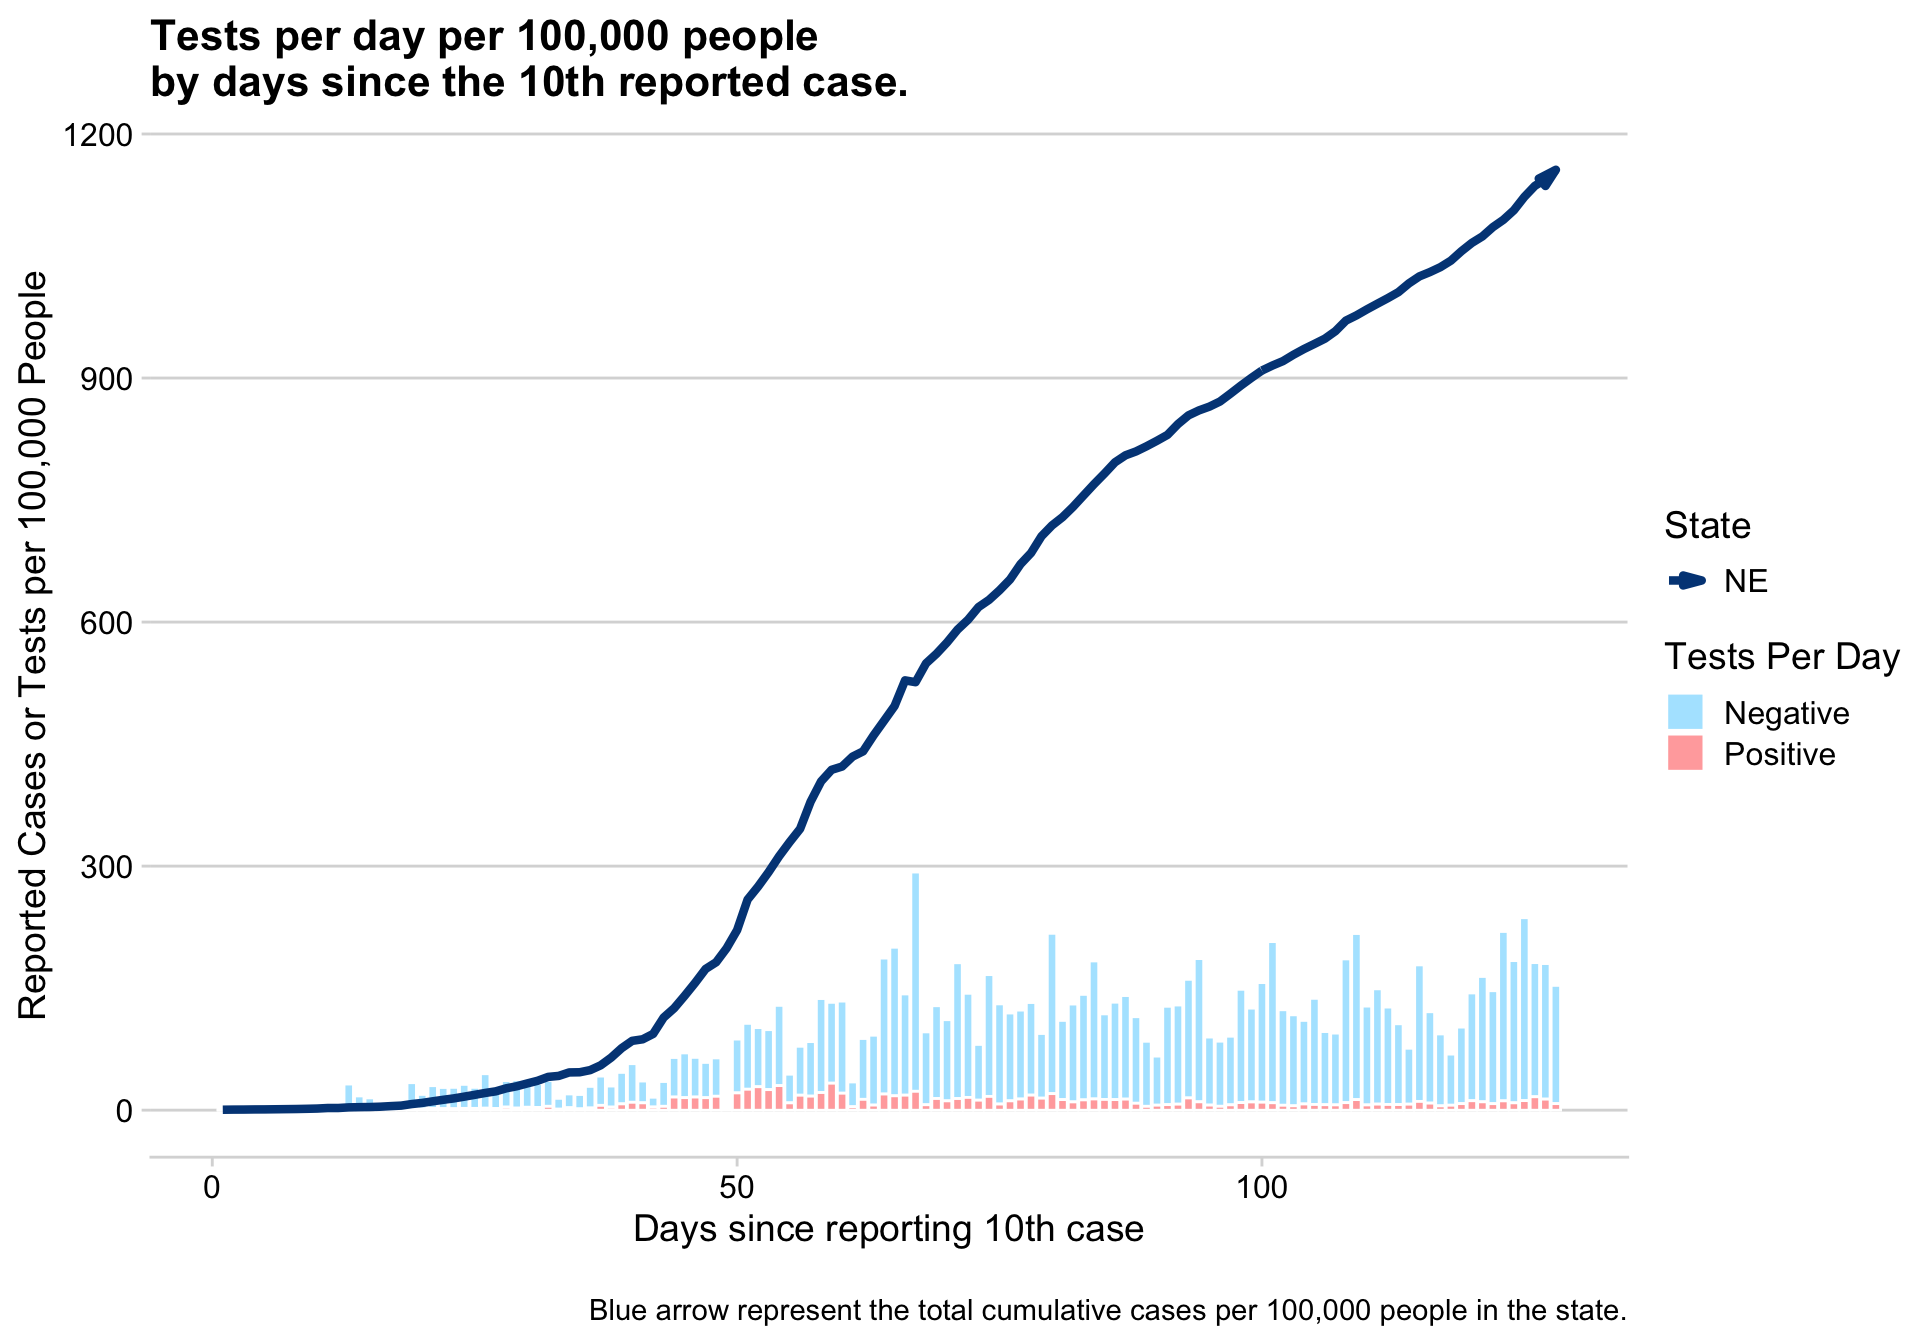 Tests per day per 100,000 people
by days since the 10th reported case.
1200
900
600
300
0
Reported Cases or Tests per 100,000 People
0
50
100
Days since reporting 10th case
State
NE
Tests Per Day
Negative
Positive
Blue arrow represent the total cumulative cases per 100,000 people in the state.